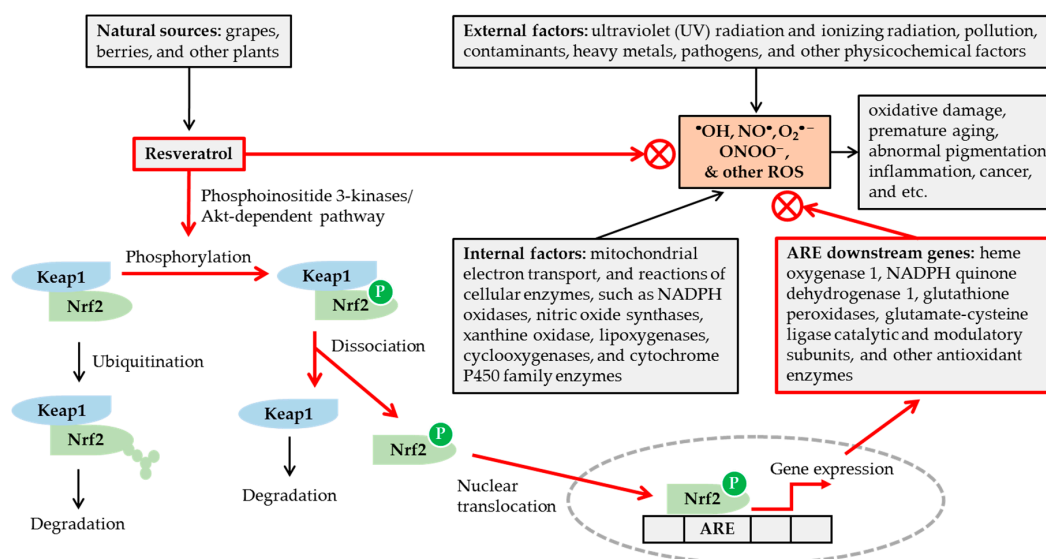 Natural sources: grapes,
berries, and other plants
External factors: ultraviolet (UV) radiation and ionizing radiation, pollution,
contaminants, heavy metals, pathogens, and other physicochemical factors
Resveratrol
•OH, NO•, O₂•⁻
ONOO⁻,
& other ROS
oxidative damage,
premature aging,
abnormal pigmentation
inflammation, cancer,
and etc.
Phosphoinositide 3-kinases/
Akt-dependent pathway
Phosphorylation
Keap1
Nrf2
Keap1
Nrf2
P
Internal factors: mitochondrial
electron transport, and reactions of
cellular enzymes, such as NADPH
oxidases, nitric oxide synthases,
xanthine oxidase, lipoxygenases,
cyclooxygenases, and cytochrome
P450 family enzymes
ARE downstream genes: heme
oxygenase 1, NADPH quinone
dehydrogenase 1, glutathione
peroxidases, glutamate-cysteine
ligase catalytic and modulatory
subunits, and other antioxidant
enzymes
Ubiquitination
Dissociation
Keap1
Nrf2
Keap1
Nrf2
P
Degradation
Degradation
Nuclear
translocation
Nrf2
P
Gene expression
ARE